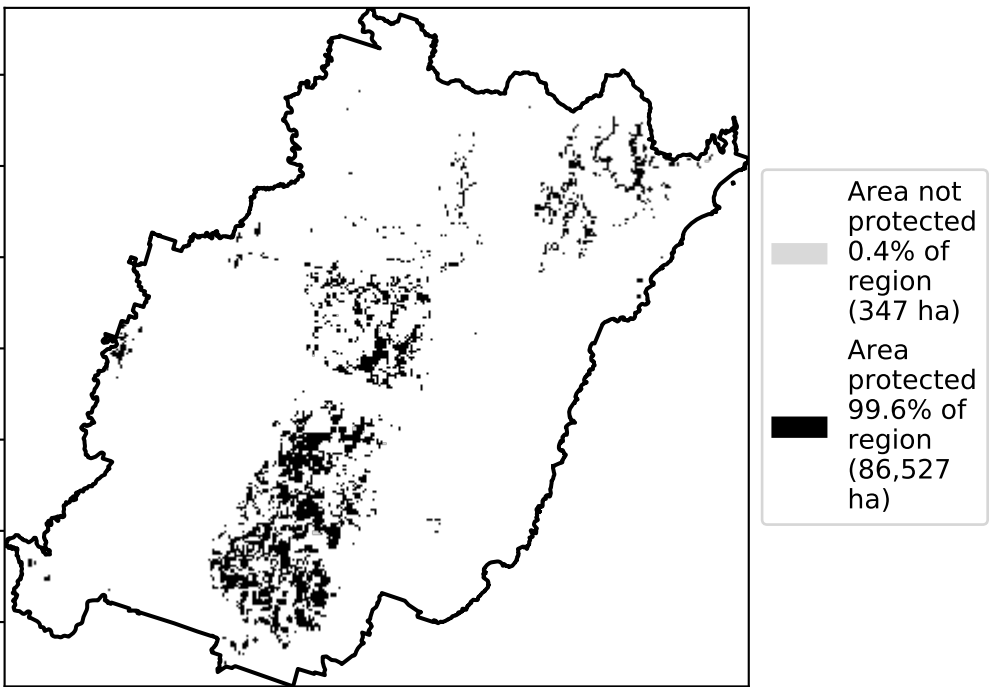 Area not
protected
0.4% of
region
(347 ha)
Area
protected
99.6% of
region
(86,527
ha)